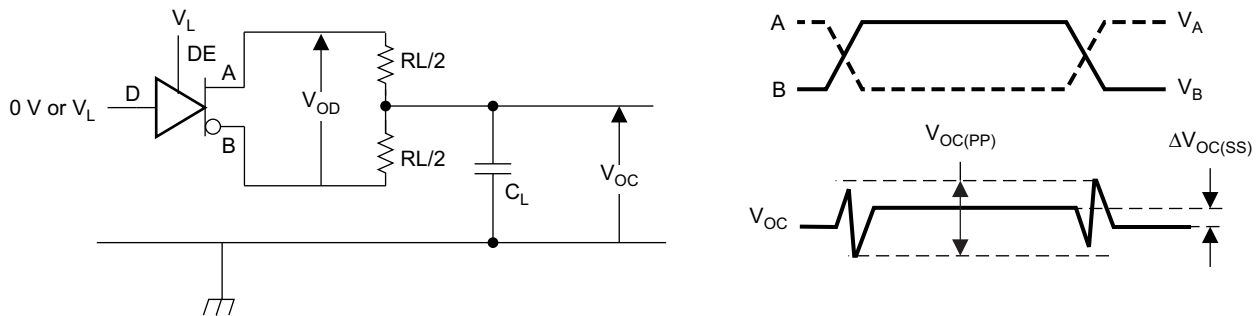 V_L
DE
A
D
0 V or V_L
B
V_OD
RL/2
RL/2
C_L
V_OC
A
B
V_A
V_B
V_OC(PP)
ΔV_OC(SS)
V_OC